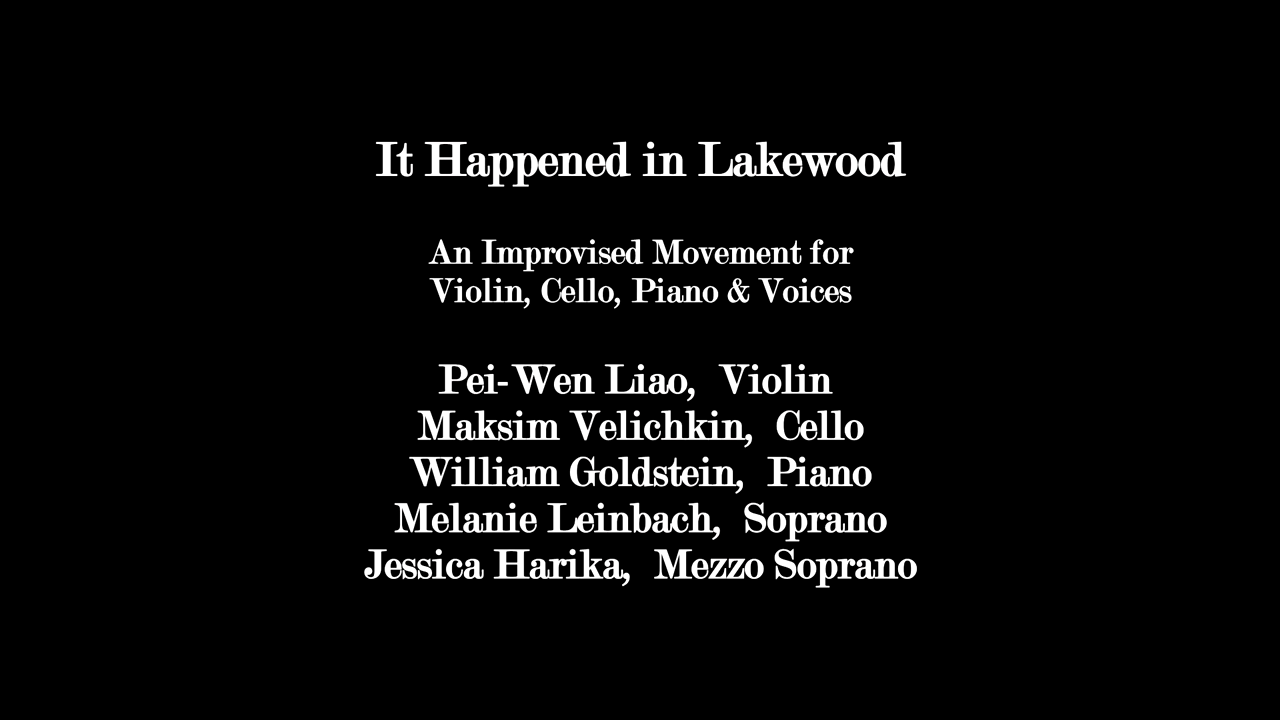 It Happened in Lakewood
An Improvised Movement for
Violin, Cello, Piano & Voices
Pei-Wen Liao, Violin
Maksim Velichkin, Cello
William Goldstein, Piano
Melanie Leinbach, Soprano
Jessica Harika, Mezzo Soprano